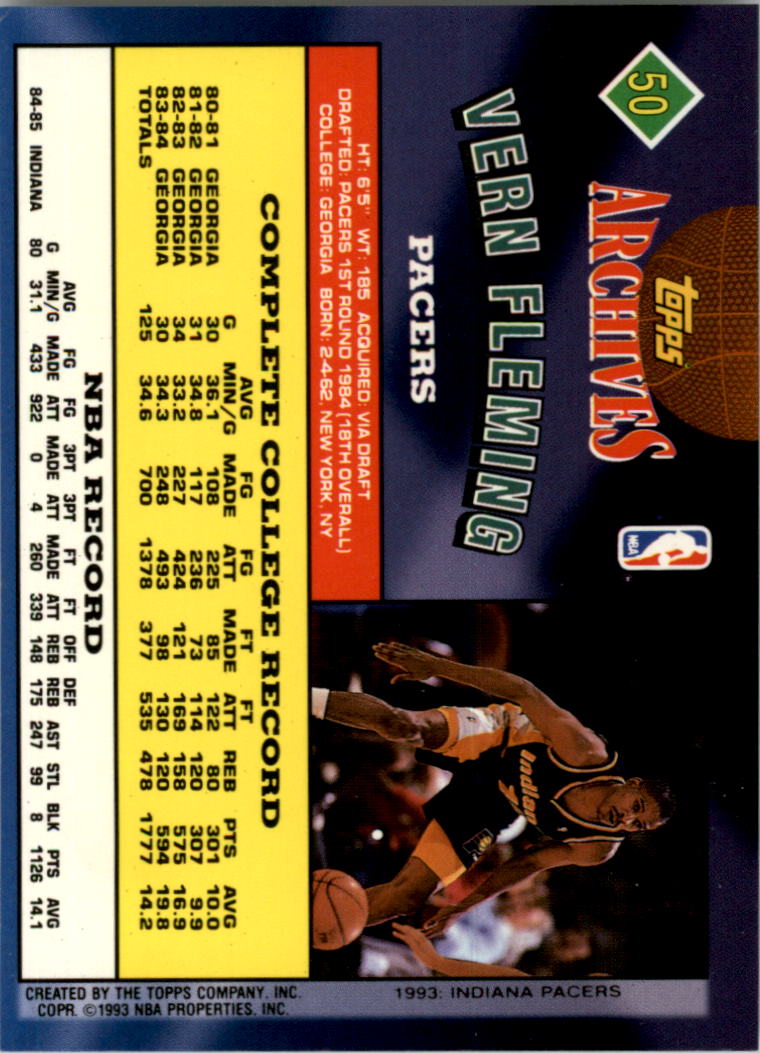 50
topps
ARCHIVES
NBA
VERN FLEMING
PACERS
HT: 6'5" WT: 185 ACQUIRED: VIA DRAFT
DRAFTED: PACERS 1ST ROUND 1984 (18TH OVERALL)
COLLEGE: GEORGIA BORN: 2-4-62, NEW YORK, NY
Indiana
1993: INDIANA PACERS
COMPLETE COLLEGE RECORD
G AVG MIN/G FG MADE FG ATT FT MADE FT ATT REB PTS AVG
80-81 GEORGIA 30 36.1 108 225 85 122 80 301 10.0
81-82 GEORGIA 31 34.8 117 236 73 114 120 307 9.9
82-83 GEORGIA 34 33.2 227 424 121 169 158 575 16.9
83-84 GEORGIA 30 34.3 248 493 98 130 120 594 19.8
TOTALS 125 34.6 700 1378 377 535 478 1777 14.2
NBA RECORD
AVG FG FG 3PT 3PT FT FT OFF DEF
G MIN/G MADE ATT MADE ATT MADE ATT REB REB AST STL BLK PTS AVG
84-85 INDIANA 80 31.1 433 922 0 4 260 339 148 175 247 99 8 1126 14.1
CREATED BY THE TOPPS COMPANY, INC.
COPR. ©1993 NBA PROPERTIES, INC.